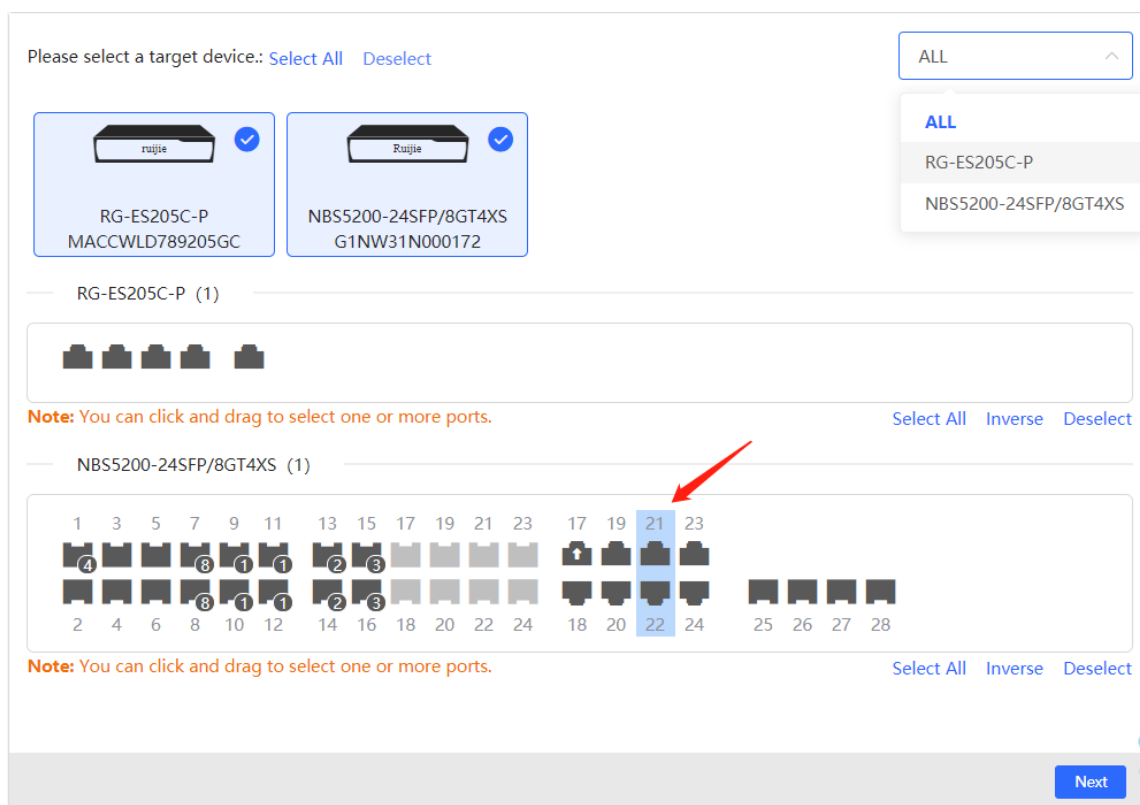 Please select a target device.: Select All Deselect
ALL
ALL
RG-ES205C-P
NBS5200-24SFP/8GT4XS
ruijie
Ruijie
RG-ES205C-P
MACCWLD789205GC
NBS5200-24SFP/8GT4XS
G1NW31N000172
RG-ES205C-P (1)
Note: You can click and drag to select one or more ports.
Select All Inverse Deselect
NBS5200-24SFP/8GT4XS (1)
1 3 5 7 9 11 13 15 17 19 21 23 17 19 21 23
4 8 1 1 2 3
8 1 1 2 3
2 4 6 8 10 12 14 16 18 20 22 24 18 20 22 24 25 26 27 28
Note: You can click and drag to select one or more ports.
Select All Inverse Deselect
Next